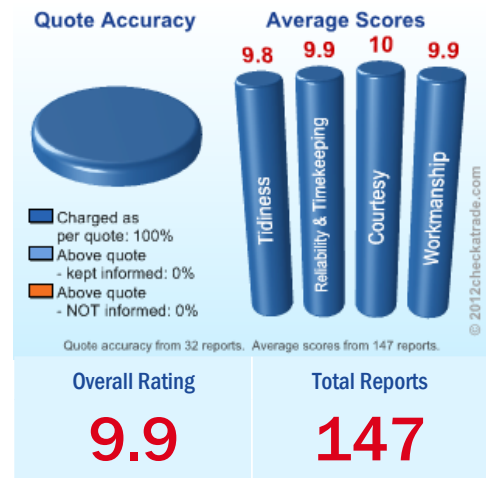 Quote Accuracy
Charged as
per quote: 100%
Above quote
- kept informed: 0%
Above quote
- NOT informed: 0%
Average Scores
9.8
9.9
10
9.9
Tidiness
Reliability & Timekeeping
Courtesy
Workmanship
© 2012checkatrade.com
Quote accuracy from 32 reports. Average scores from 147 reports.
Overall Rating
9.9
Total Reports
147